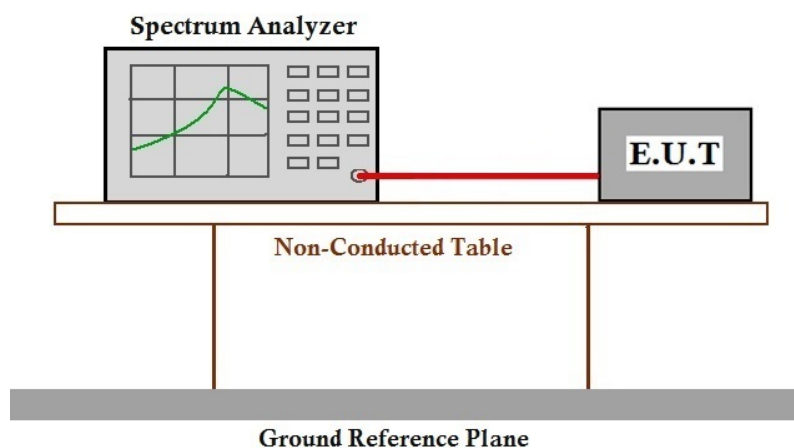 Spectrum Analyzer
E.U.T
Non-Conducted Table
Ground Reference Plane